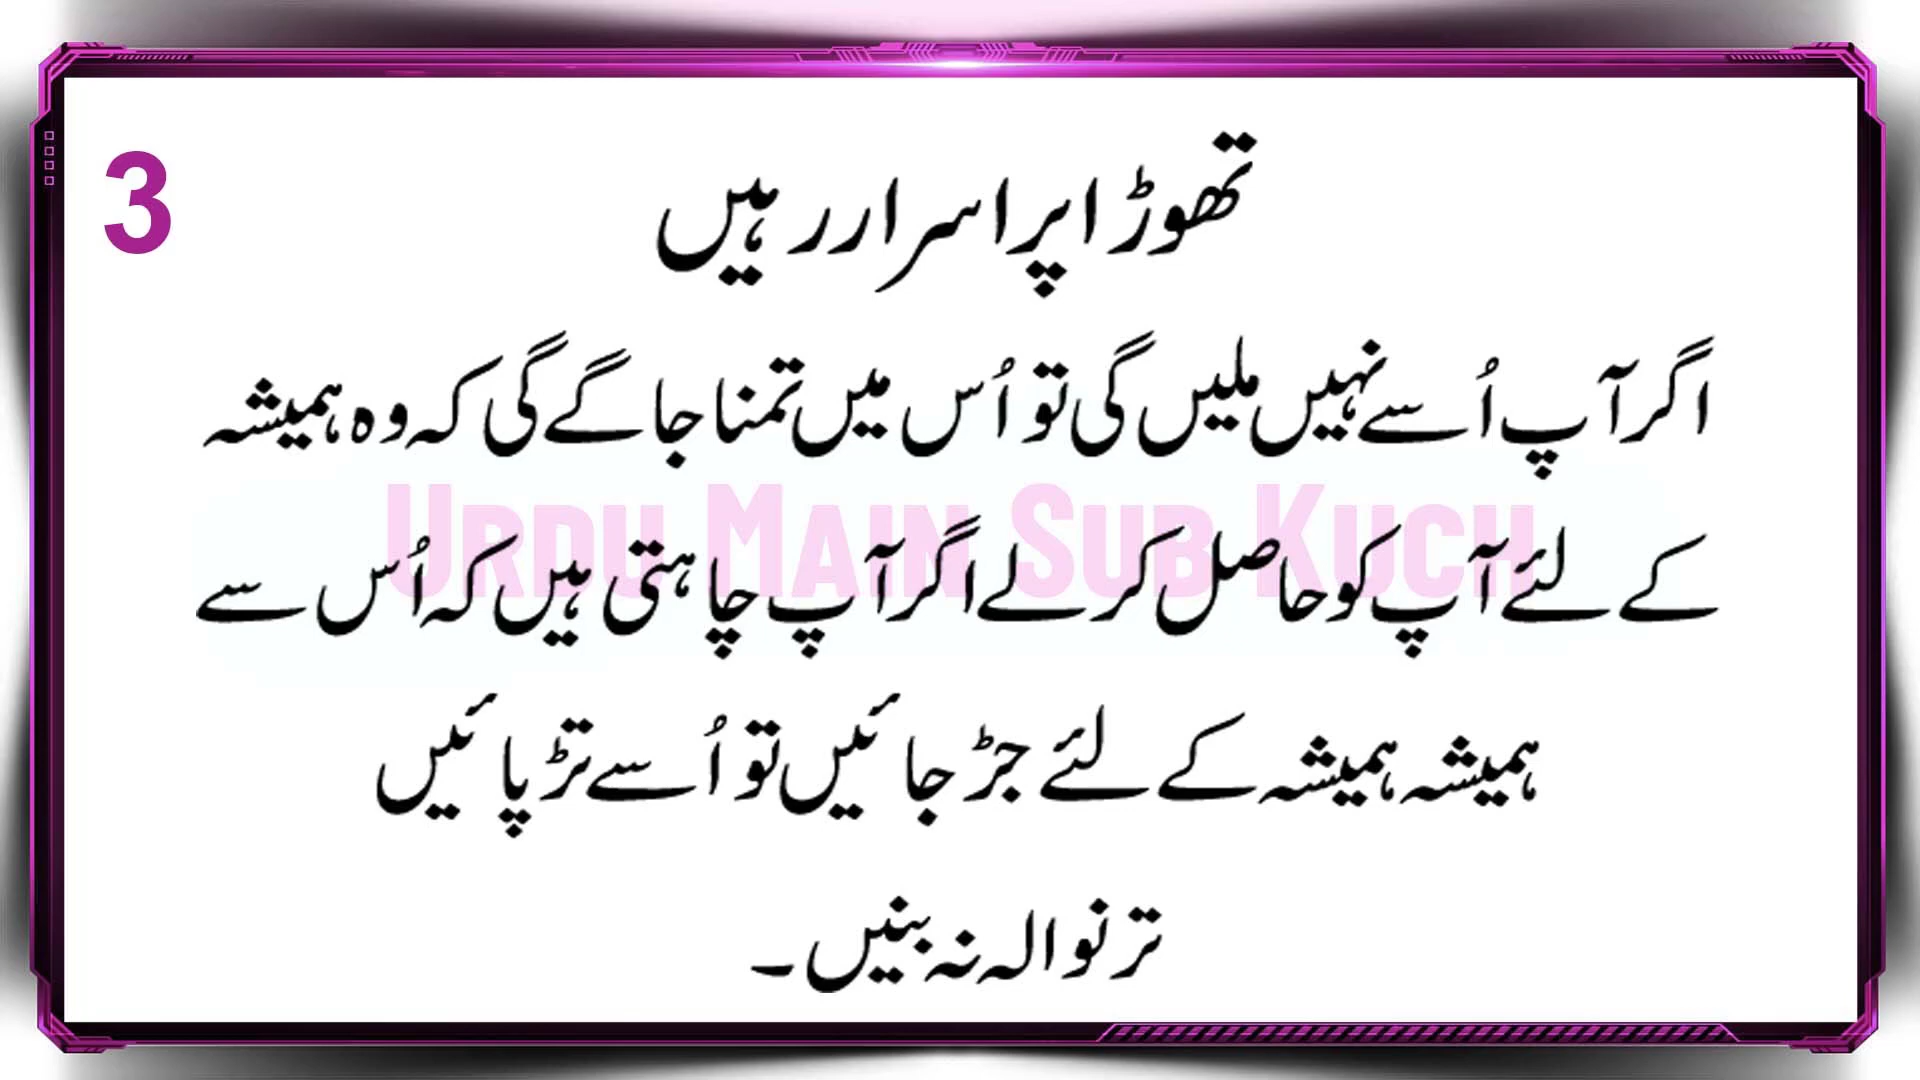 3
تھوڑا پراسرار رہیں
اگر آپ اُسے نہیں ملیں گی تو اُس میں تمنا جاگے گی کہ وہ ہمیشہ
Urdu Main Sub Kuch
کے لئے آپ کو حاصل کرلے اگر آپ چاہتی ہیں کہ اُس سے
ہمیشہ ہمیشہ کے لئے جڑ جائیں تو اُسے تڑپائیں
تر نوالہ نہ بنیں۔